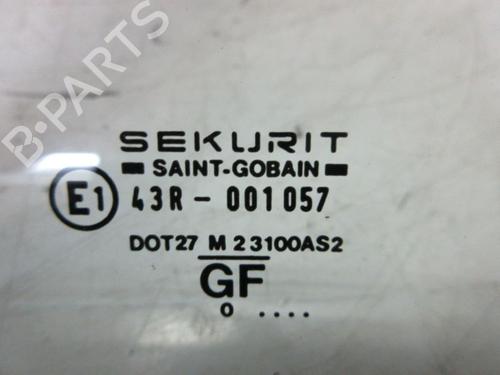 B-PARTS
SEKURIT
SAINT-GOBAIN
E1 43R - 001057
DOT27 M 23100AS2
GF
0 ....